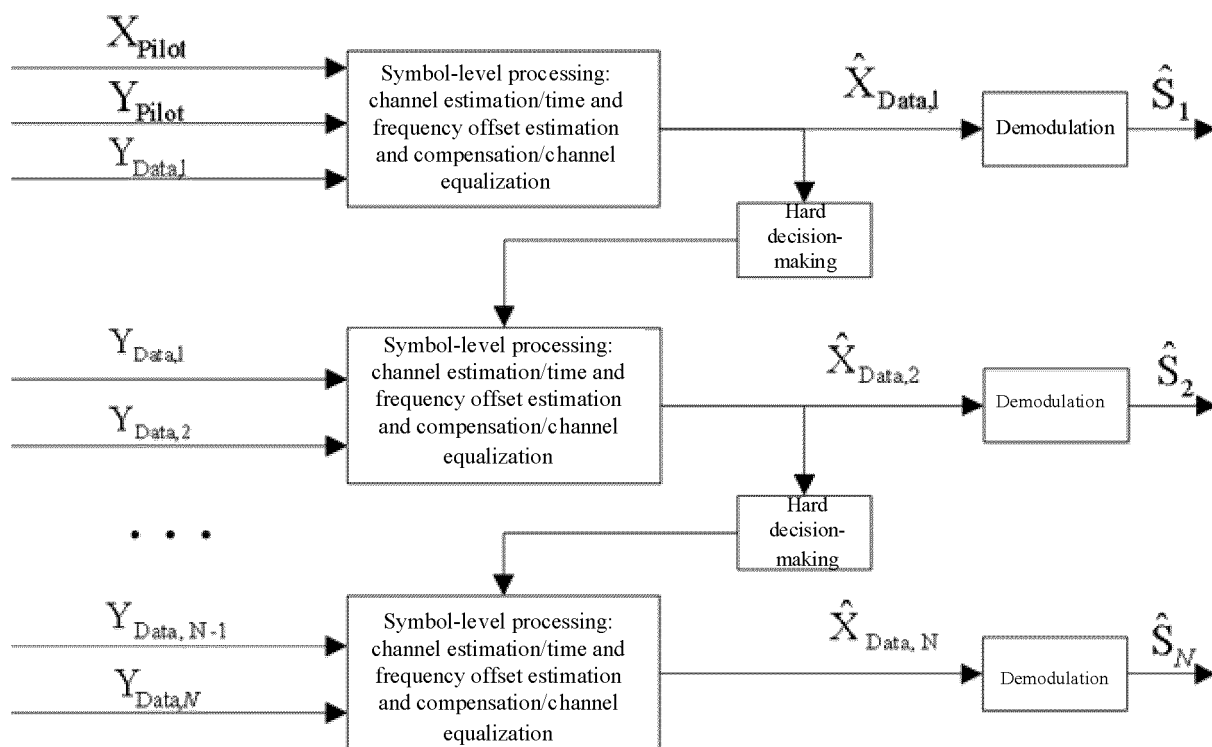 X_Pilot
Y_Pilot
Y_Data,1
Symbol-level processing:
channel estimation/time and
frequency offset estimation
and compensation/channel
equalization
X̂_Data,1
Demodulation
Ŝ_1
Hard
decision-
making
Y_Data,1
Y_Data,2
Symbol-level processing:
channel estimation/time and
frequency offset estimation
and compensation/channel
equalization
X̂_Data,2
Demodulation
Ŝ_2
Hard
decision-
making
• • •
Y_Data, N-1
Y_Data,N
Symbol-level processing:
channel estimation/time and
frequency offset estimation
and compensation/channel
equalization
X̂_Data, N
Demodulation
Ŝ_N